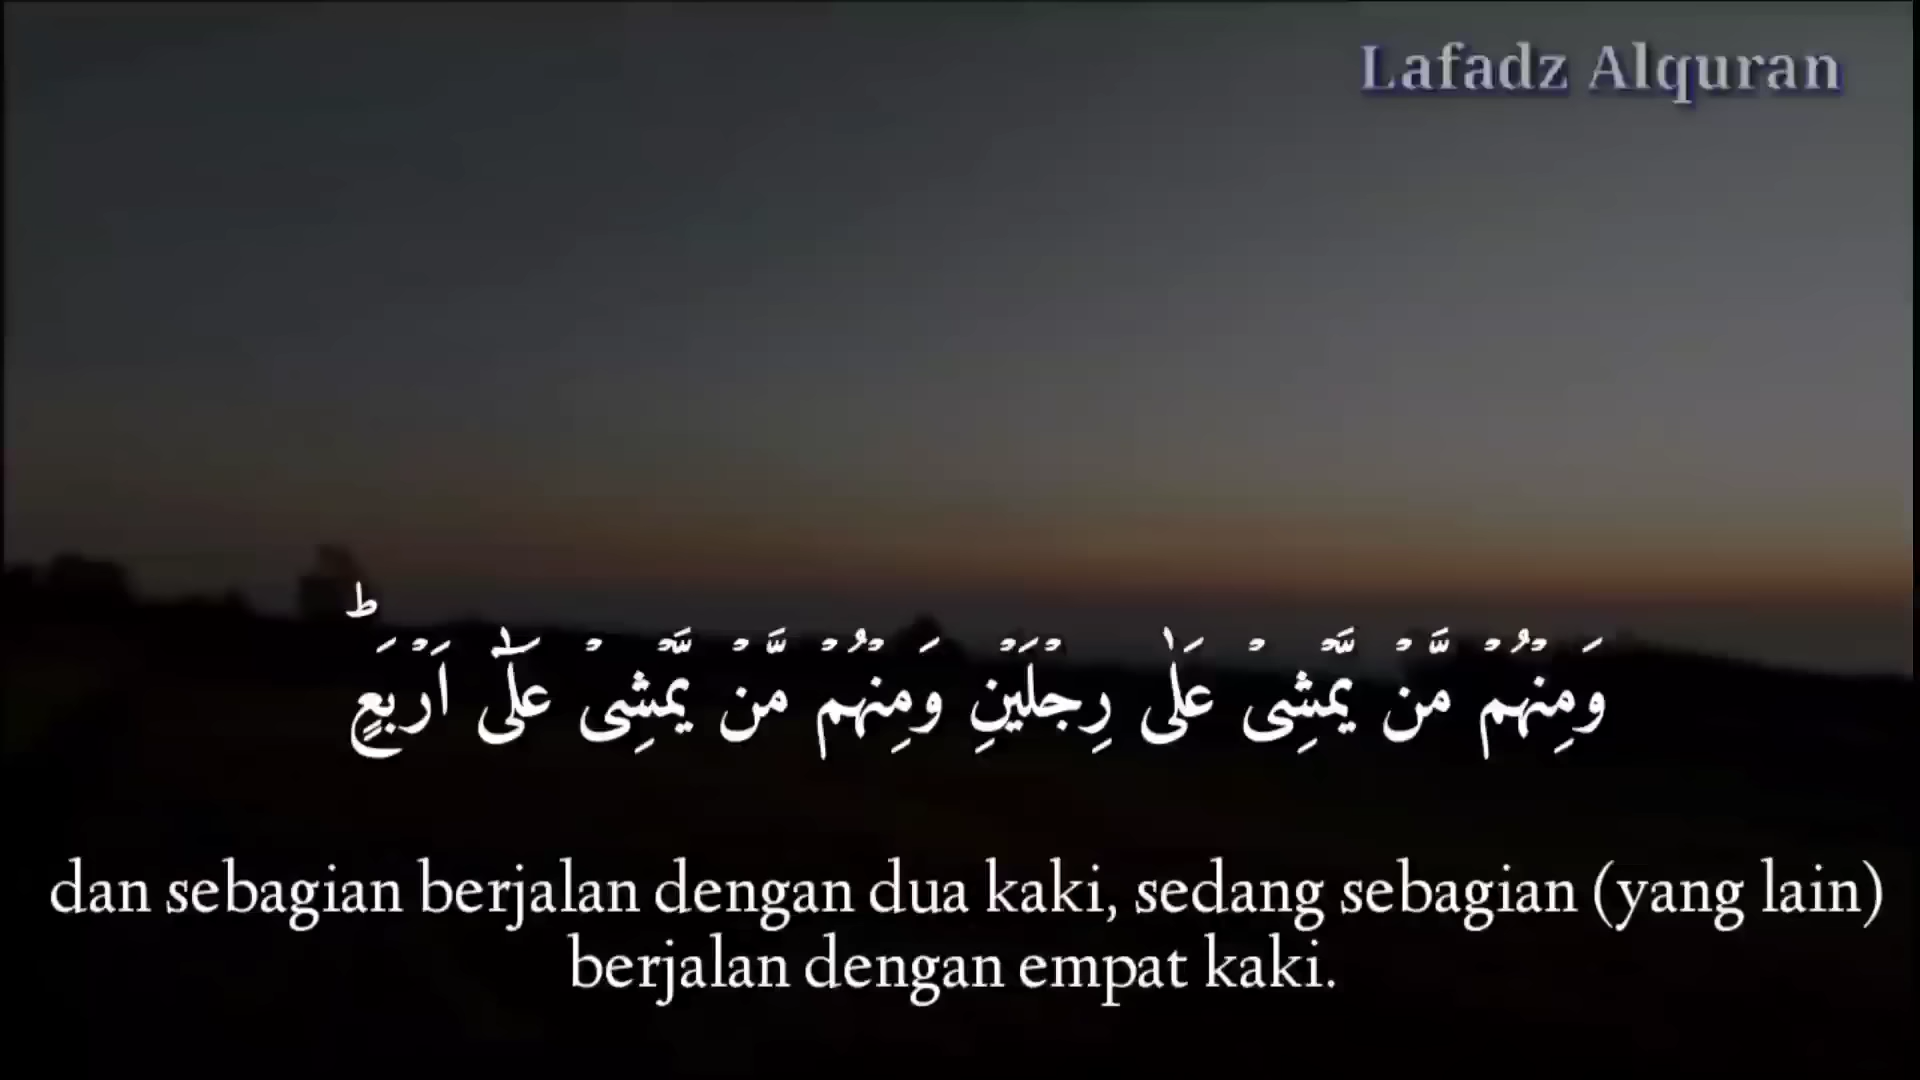 Lafadz Alquran
وَمِنۡهُمۡ مَّنۡ يَّمۡشِىۡ عَلٰى رِجۡلَيۡنِ وَمِنۡهُمۡ مَّنۡ يَّمۡشِىۡ عَلٰٓى اَرۡبَعٍ‌ ؕ
dan sebagian berjalan dengan dua kaki, sedang sebagian (yang lain)
berjalan dengan empat kaki.